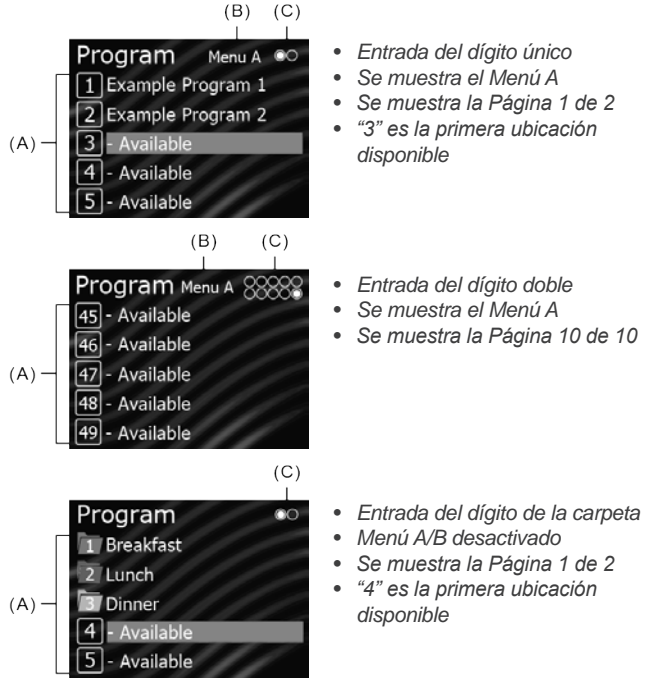 (B) (C)
Program Menu A
1 Example Program 1
2 Example Program 2
(A)
3 - Available
4 - Available
5 - Available
• Entrada del dígito único
• Se muestra el Menú A
• Se muestra la Página 1 de 2
• “3” es la primera ubicación
disponible
(B) (C)
Program Menu A
45 - Available
46 - Available
(A)
47 - Available
48 - Available
49 - Available
• Entrada del dígito doble
• Se muestra el Menú A
• Se muestra la Página 10 de 10
(C)
Program
1 Breakfast
2 Lunch
(A)
3 Dinner
4 - Available
5 - Available
• Entrada del dígito de la carpeta
• Menú A/B desactivado
• Se muestra la Página 1 de 2
• “4” es la primera ubicación
disponible